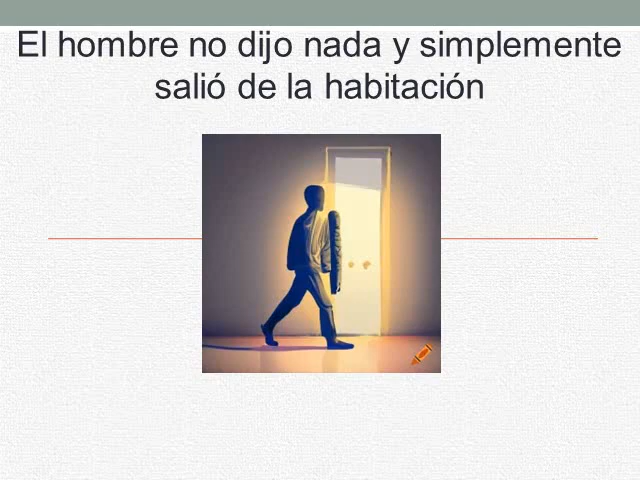 El hombre no dijo nada y simplemente
salió de la habitación